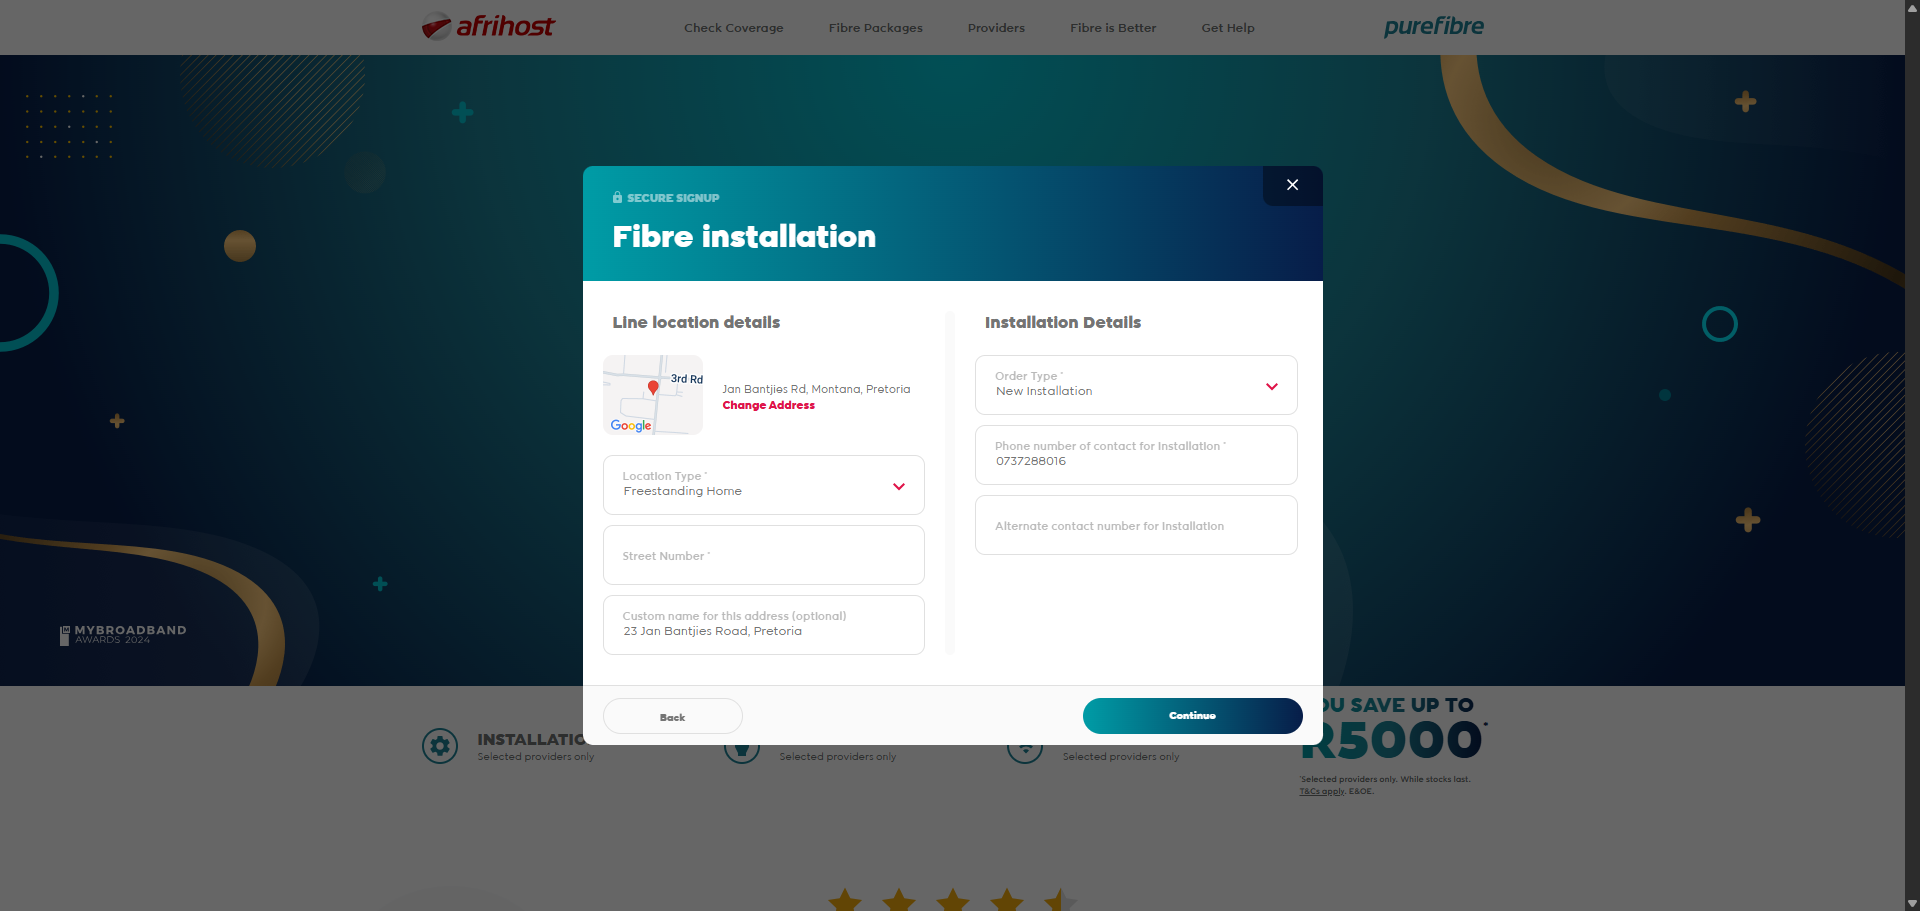 afrihost
Check Coverage
Fibre Packages
Providers
Fibre is Better
Get Help
purefibre
SECURE SIGNUP
Fibre installation
Line location details
3rd Rd
Google
Jan Bantjies Rd, Montana, Pretoria
Change Address
Location Type *
Freestanding Home
Street Number *
Custom name for this address (optional)
23 Jan Bantjies Road, Pretoria
Installation Details
Order Type *
New Installation
Phone number of contact for Installation *
0737288016
Alternate contact number for Installation
Back
Continue
MYBROADBAND
AWARDS 2024
Selected providers only
Selected providers only
Selected providers only
SAVE UP TO
R5000*
*Selected providers only. While stocks last.
T&Cs apply. E&OE.